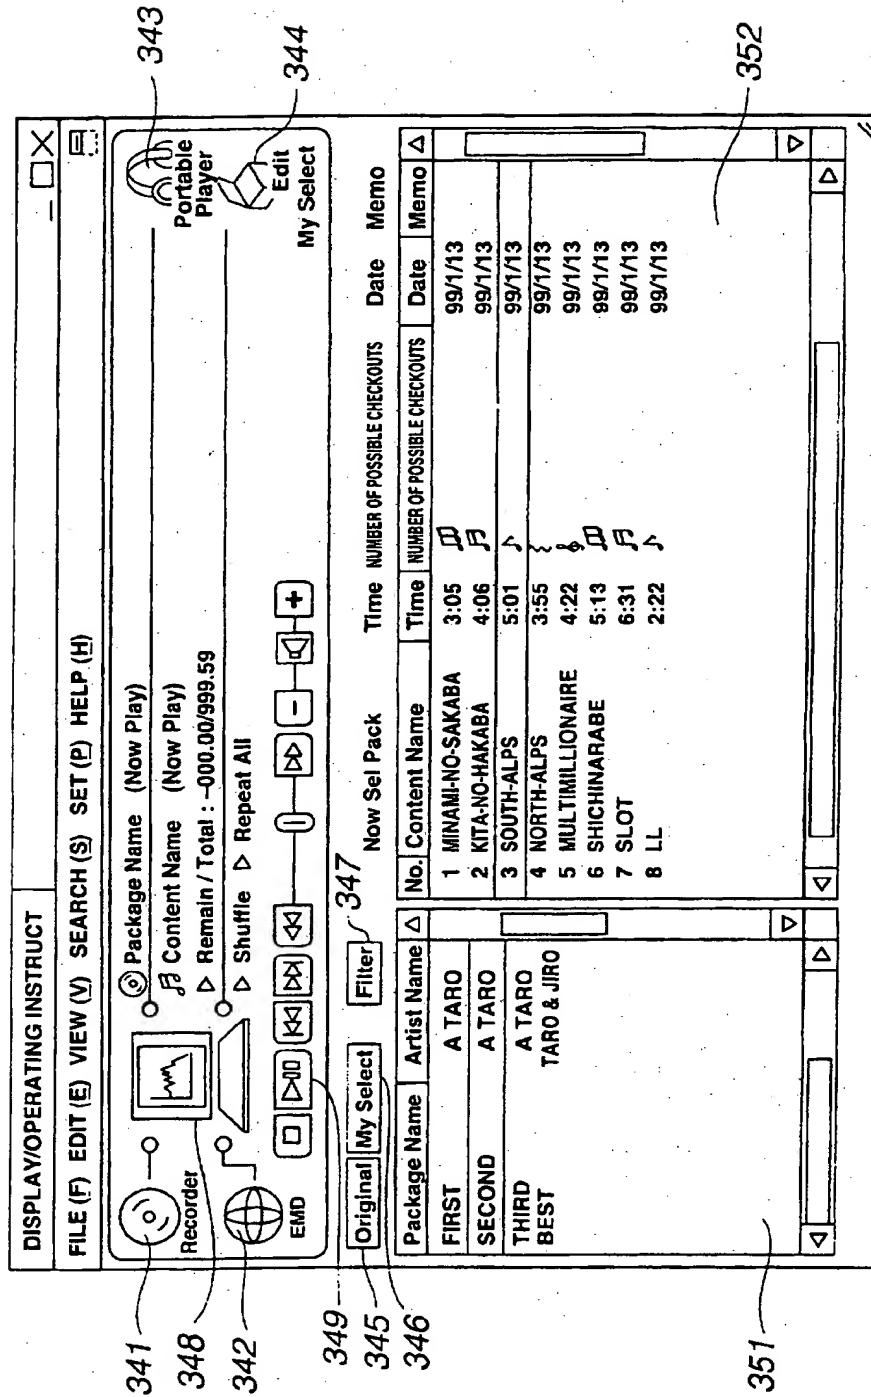 DISPLAY/OPERATING INSTRUCT
FILE (F) EDIT (E) VIEW (V) SEARCH (S) SET (P) HELP (H)
341
348
342
349
345
346
351
343
344
347
352
Recorder
EMD
Package Name (Now Play)
Content Name (Now Play)
Remain / Total : -000.00/999.59
Shuffle Repeat All
Portable
Player
Edit
My Select
Original My Select Filter
Now Sel Pack Time NUMBER OF POSSIBLE CHECKOUTS Date Memo
Package Name Artist Name
FIRST A TARO
SECOND A TARO
THIRD A TARO
BEST TARO & JIRO
No. Content Name Time NUMBER OF POSSIBLE CHECKOUTS Date Memo
1 MINAMI-NO-SAKABA 3:05 99/1/13
2 KITA-NO-HAKABA 4:06 99/1/13
3 SOUTH-ALPS 5:01 99/1/13
4 NORTH-ALPS 3:55 99/1/13
5 MULTIMILLIONAIRE 4:22 99/1/13
6 SHICHINARABE 5:13 99/1/13
7 SLOT 6:31 99/1/13
8 LL 2:22 99/1/13